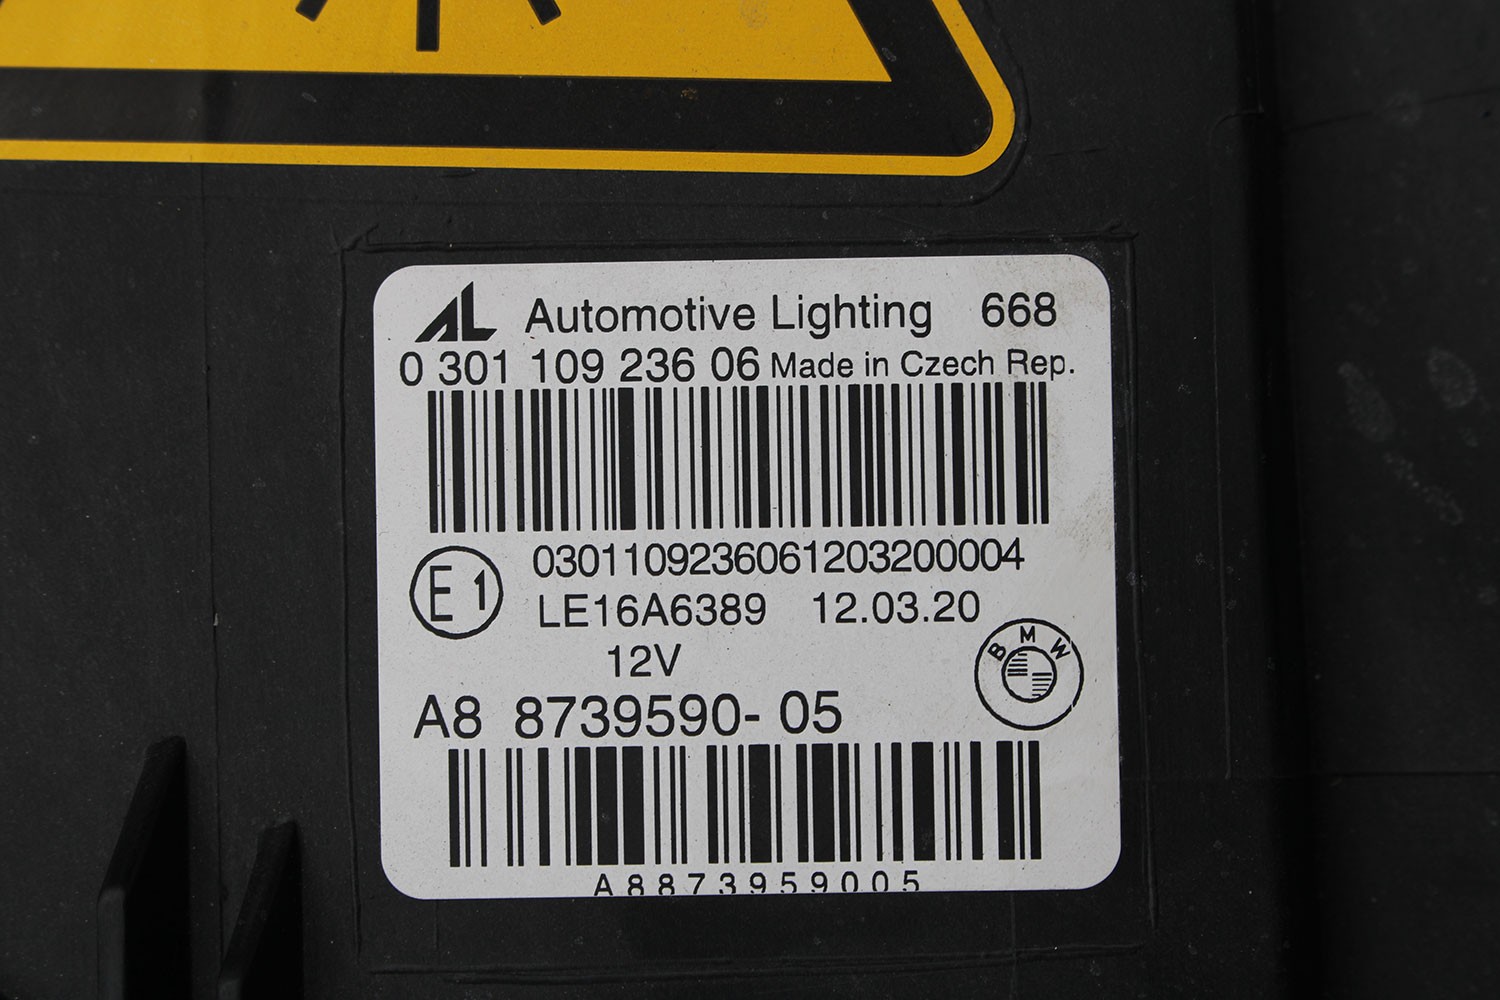 AL Automotive Lighting 668
0 301 109 236 06 Made in Czech Rep.
0301109236061203200004
E1
LE16A6389 12.03.20
12V
BMW
A8 8739590- 05
A8873959005